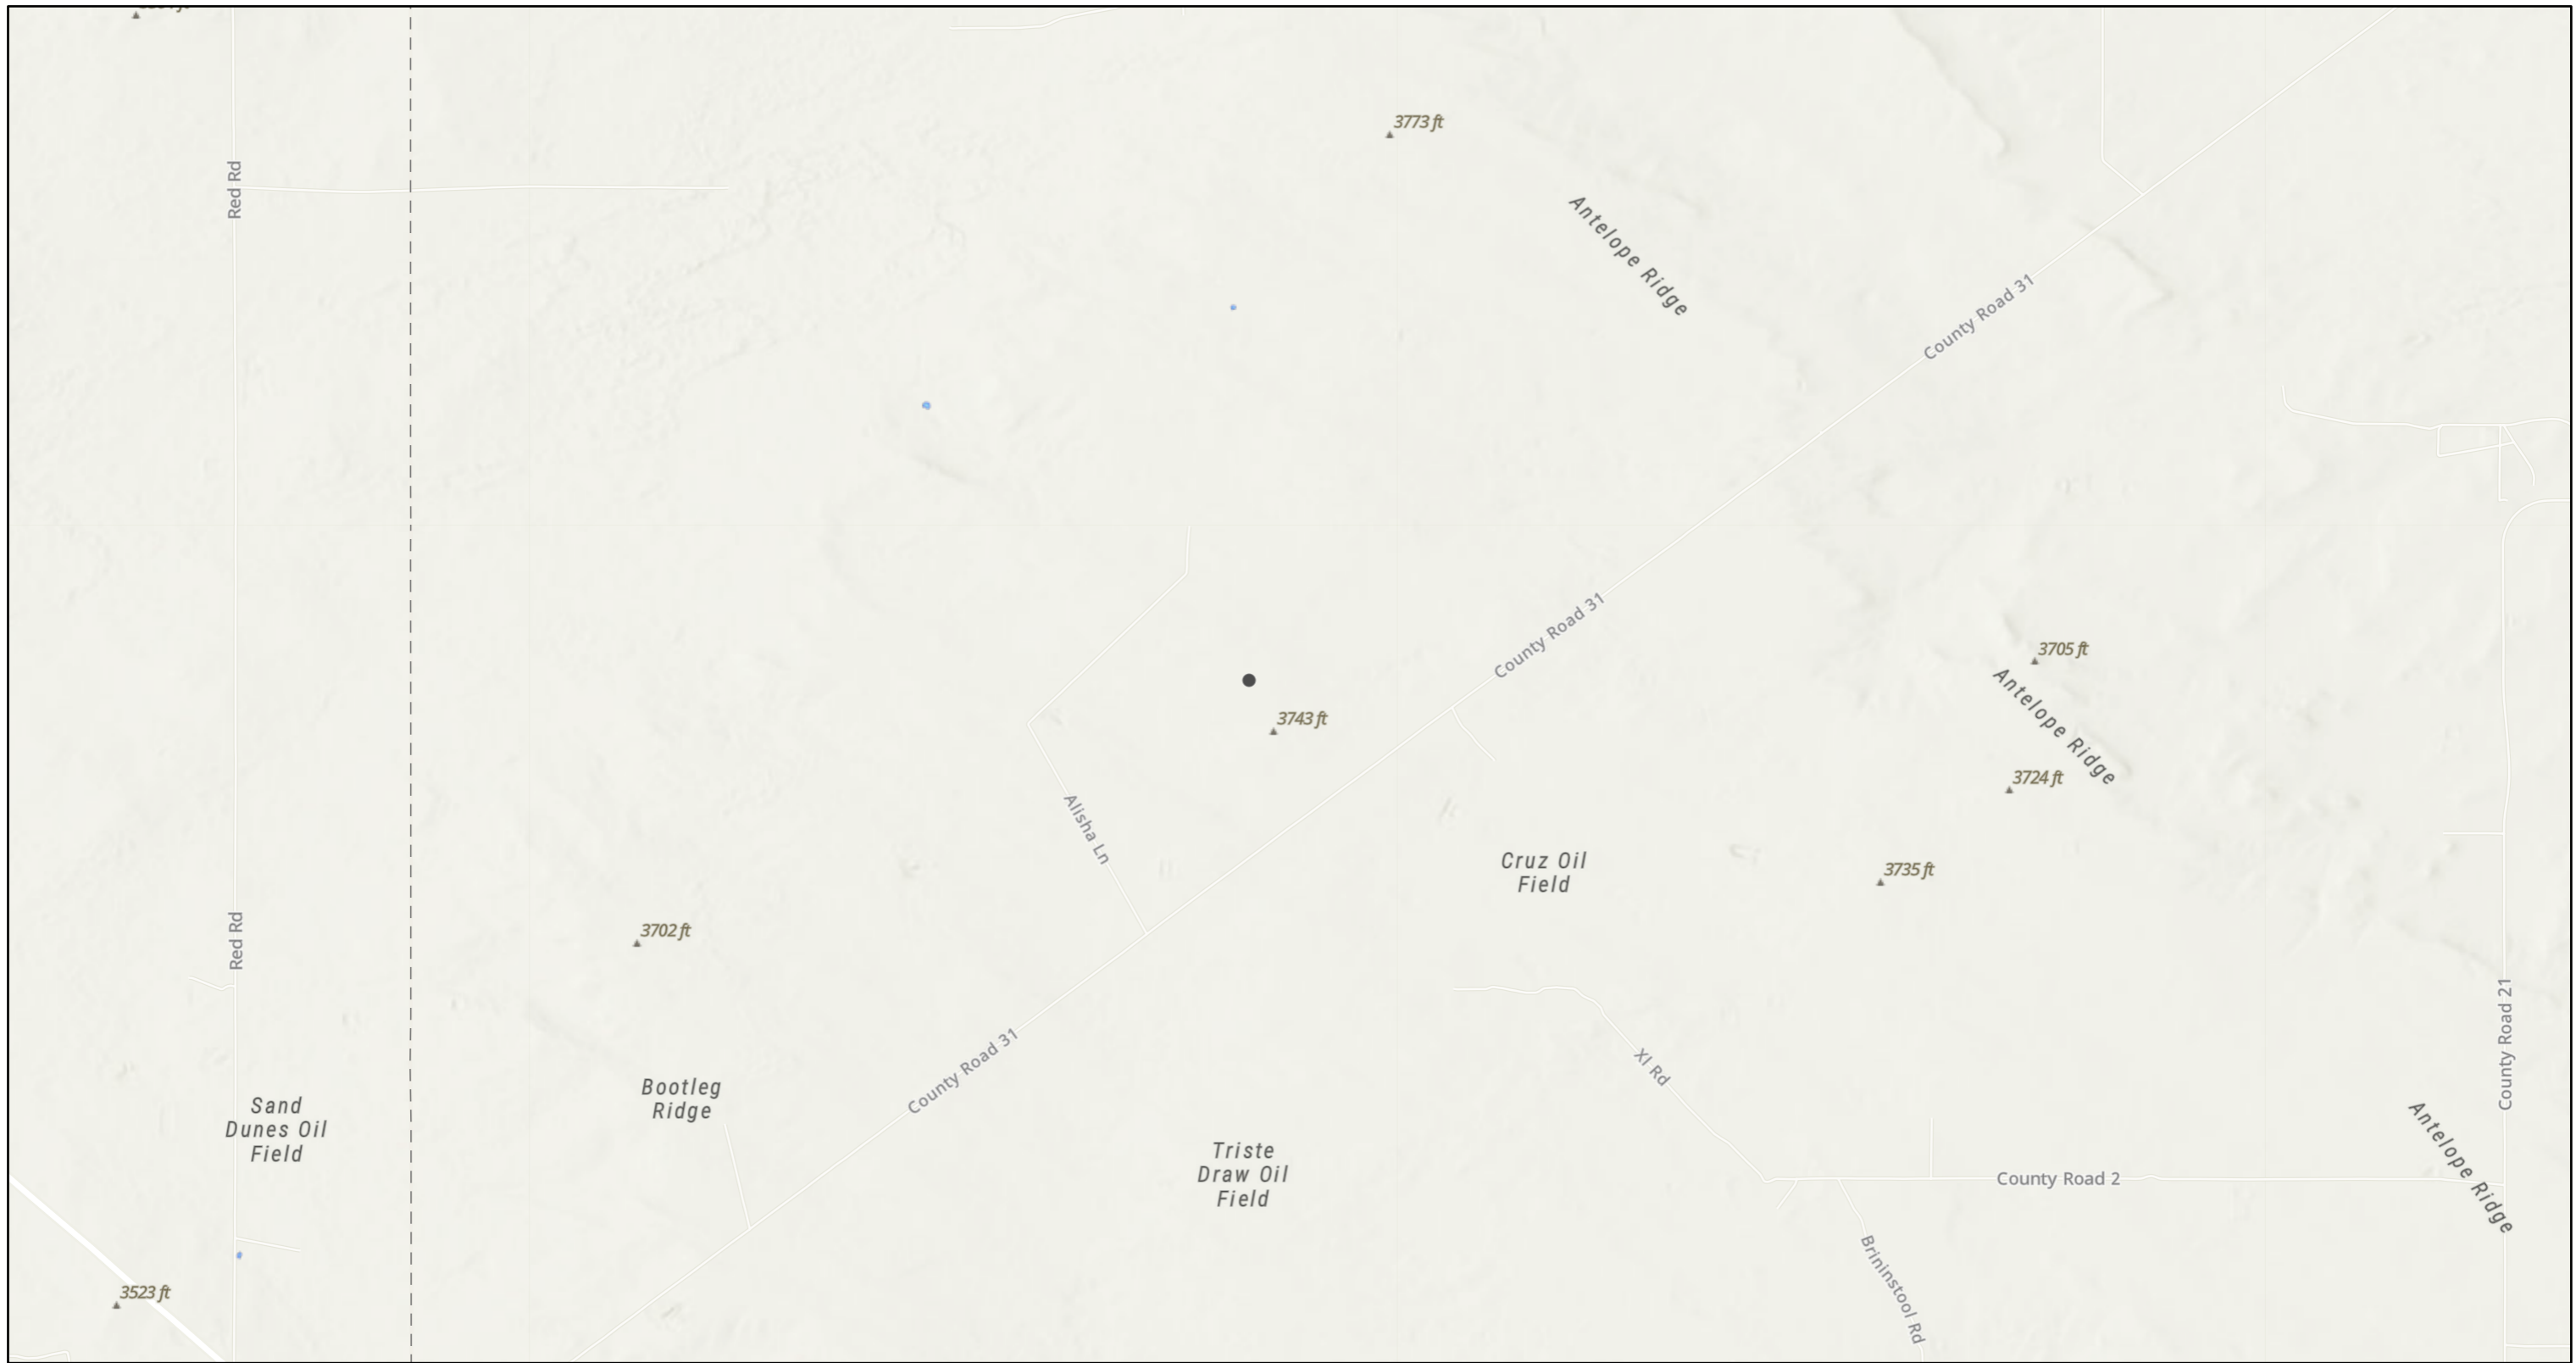 3773 ft
Red Rd
Antelope Ridge
County Road 31
County Road 31
3705 ft
Antelope Ridge
3743 ft
3724 ft
Alisha Ln
Cruz Oil
Field
3735 ft
Red Rd
3702 ft
County Road 21
County Road 31
Xl Rd
Bootleg
Ridge
Sand
Dunes Oil
Field
Antelope Ridge
Triste
Draw Oil
Field
County Road 2
Brininstool Rd
3523 ft